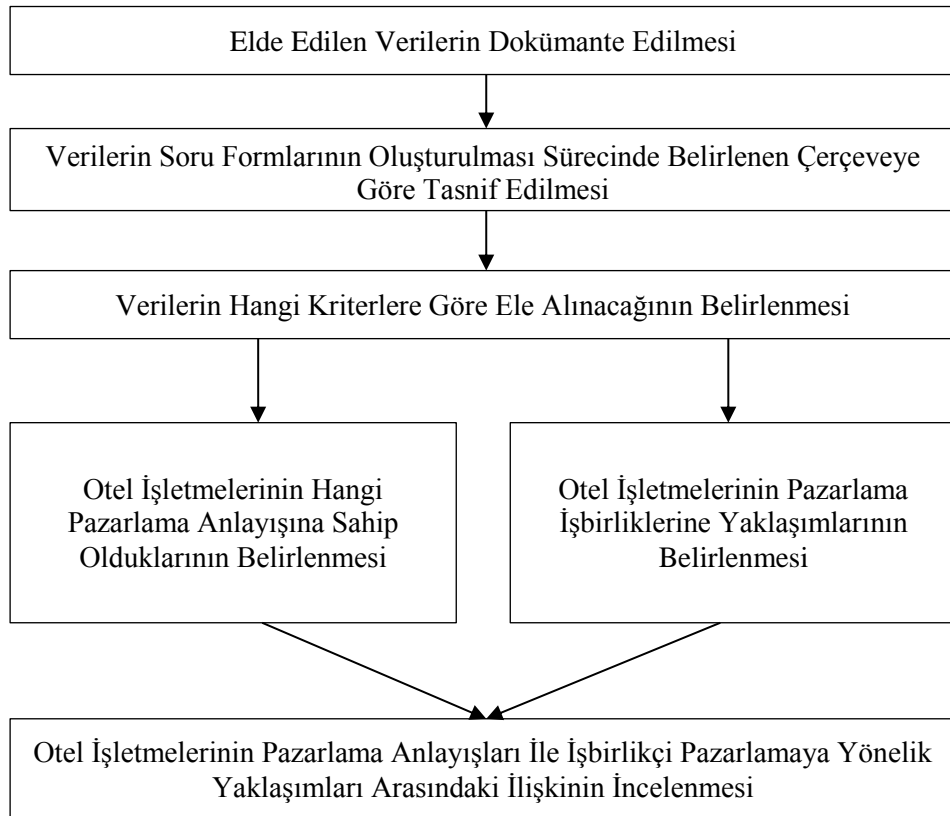 Elde Edilen Verilerin Dokümante Edilmesi
Verilerin Soru Formlarının Oluşturulması Sürecinde Belirlenen Çerçeveye
Göre Tasnif Edilmesi
Verilerin Hangi Kriterlere Göre Ele Alınacağının Belirlenmesi
Otel İşletmelerinin Hangi
Pazarlama Anlayışına Sahip
Olduklarının Belirlenmesi
Otel İşletmelerinin Pazarlama
İşbirliklerine Yaklaşımlarının
Belirlenmesi
Otel İşletmelerinin Pazarlama Anlayışları İle İşbirlikçi Pazarlamaya Yönelik
Yaklaşımları Arasındaki İlişkinin İncelenmesi